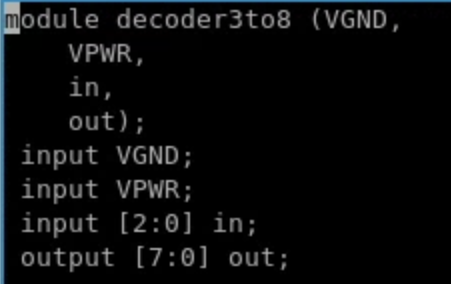 module decoder3to8 (VGND,
    VPWR,
    in,
    out);
 input VGND;
 input VPWR;
 input [2:0] in;
 output [7:0] out;